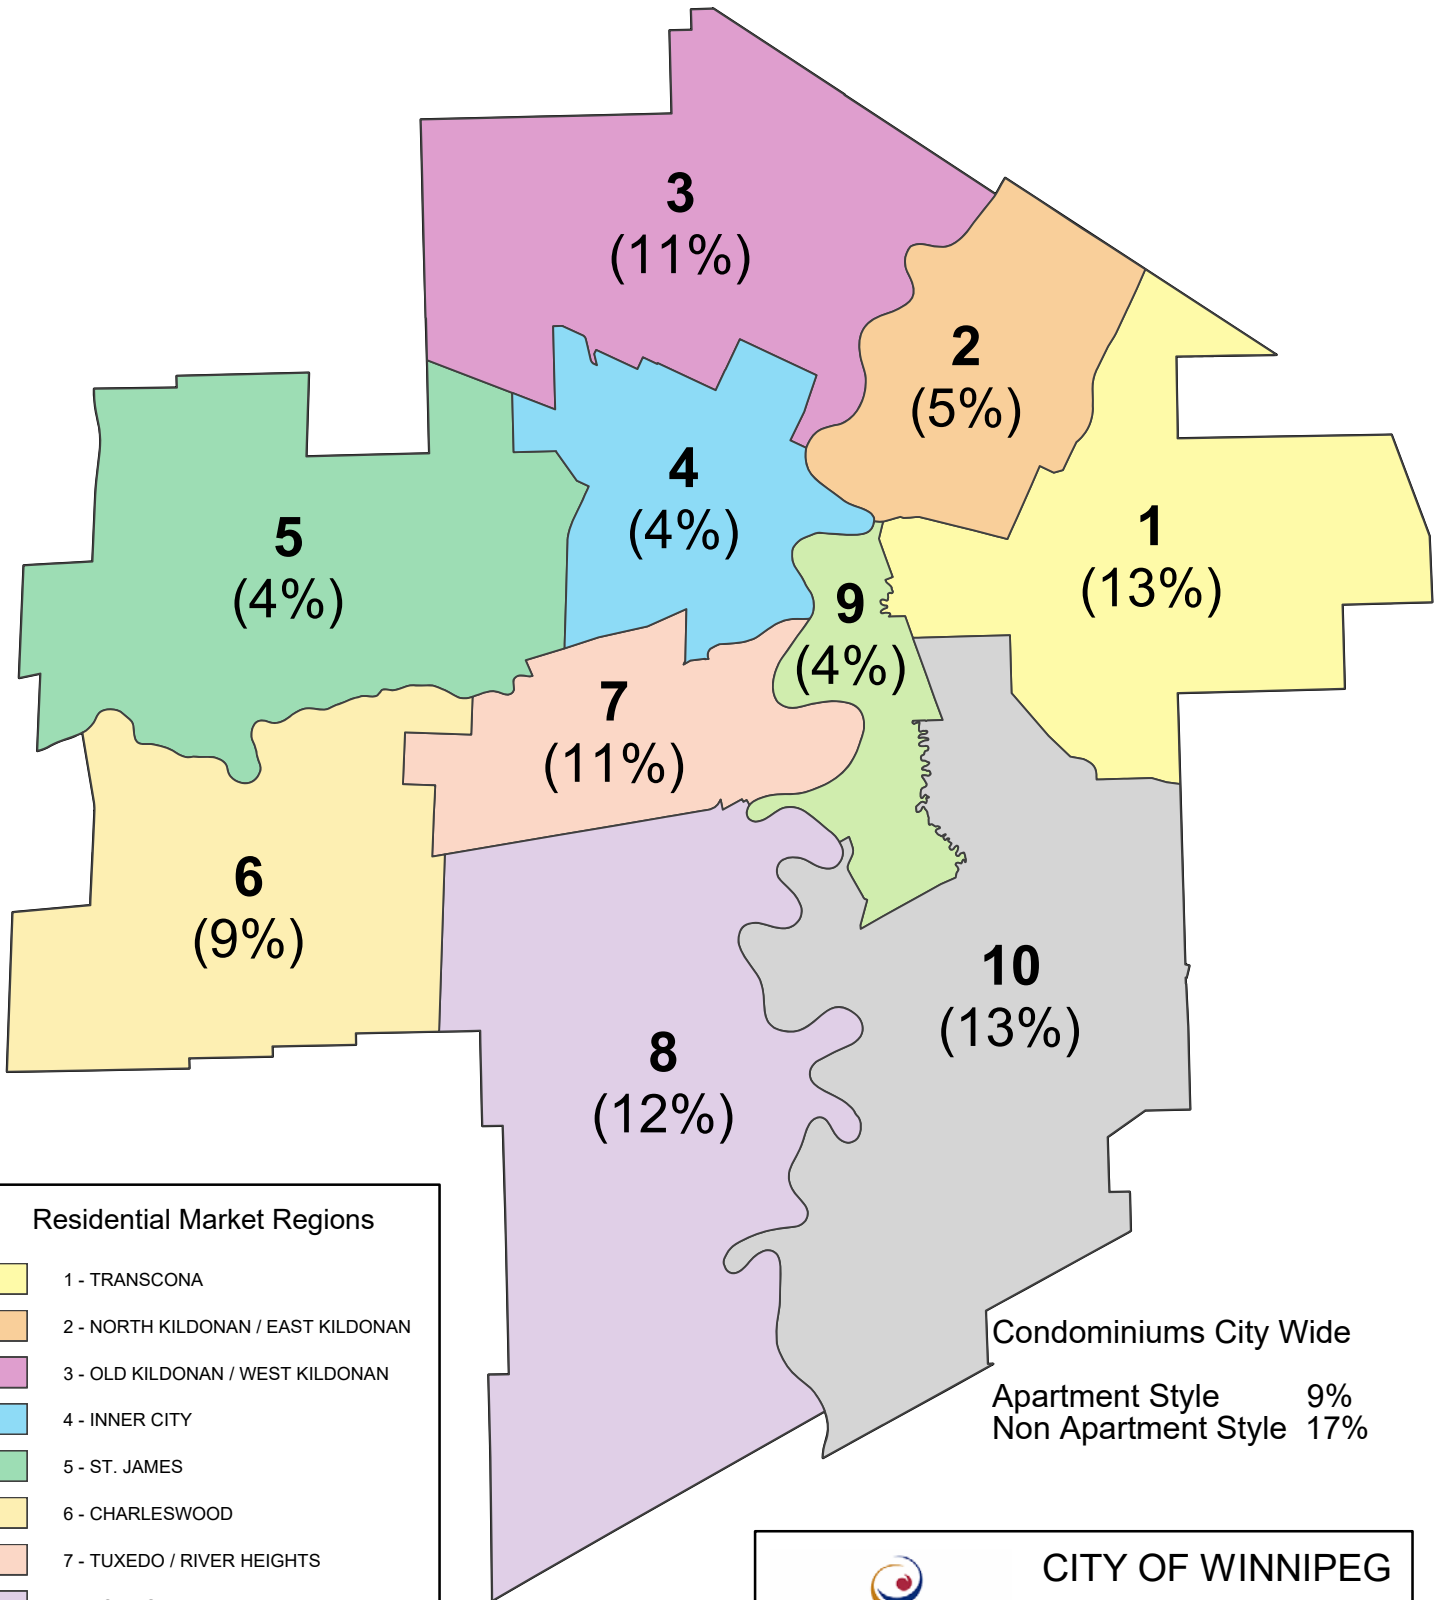 3
(11%)
2
(5%)
4
(4%)
1
(13%)
5
(4%)
9
(4%)
7
(11%)
6
(9%)
10
(13%)
8
(12%)
Residential Market Regions
1 - TRANSCONA
2 - NORTH KILDONAN / EAST KILDONAN
3 - OLD KILDONAN / WEST KILDONAN
4 - INNER CITY
5 - ST. JAMES
6 - CHARLESWOOD
7 - TUXEDO / RIVER HEIGHTS
Condominiums City Wide
Apartment Style 9%
Non Apartment Style 17%
CITY OF WINNIPEG